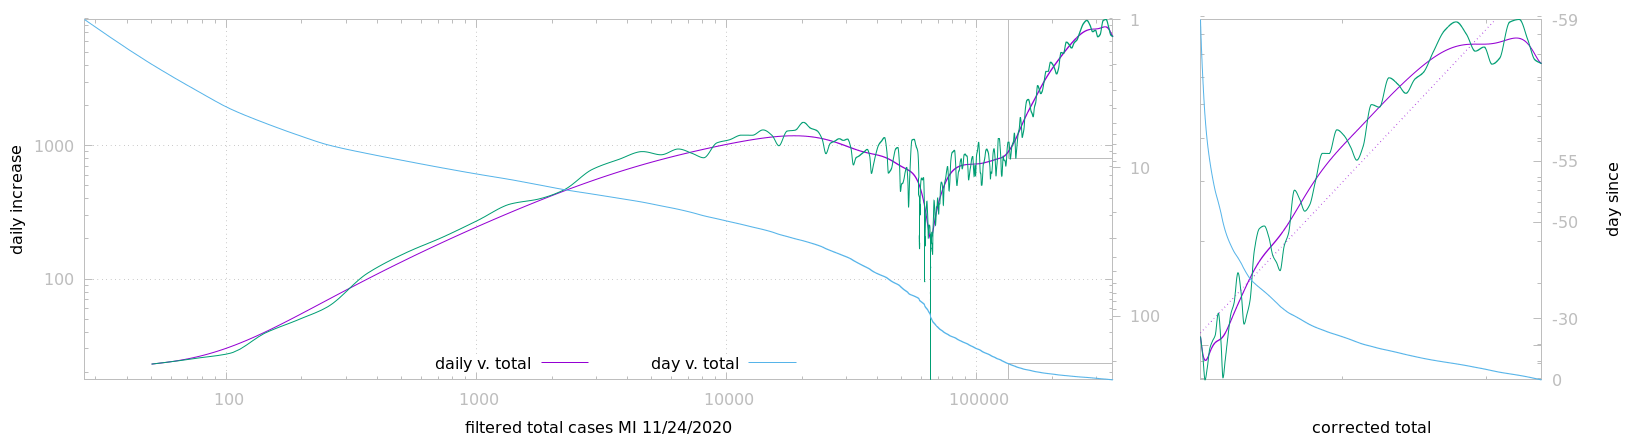 daily increase
1000
100
100
1000
10000
100000
1
10
100
daily v. total
day v. total
filtered total cases MI 11/24/2020
-59
-55
-50
-30
0
day since
corrected total